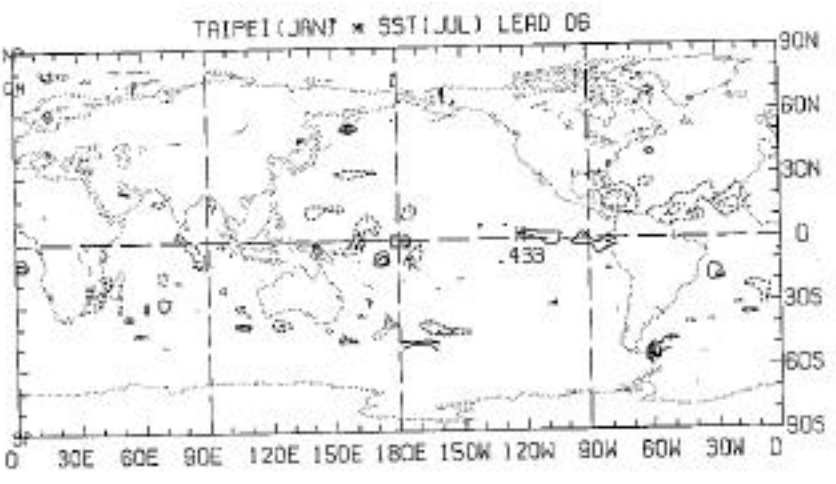 TAIPEI(JAN) * SST(JUL) LEAD 06
90N
60N
30N
0
.433
30S
60S
90S
0 30E 60E 90E 120E 150E 180E 150W 120W 90W 60W 30W 0